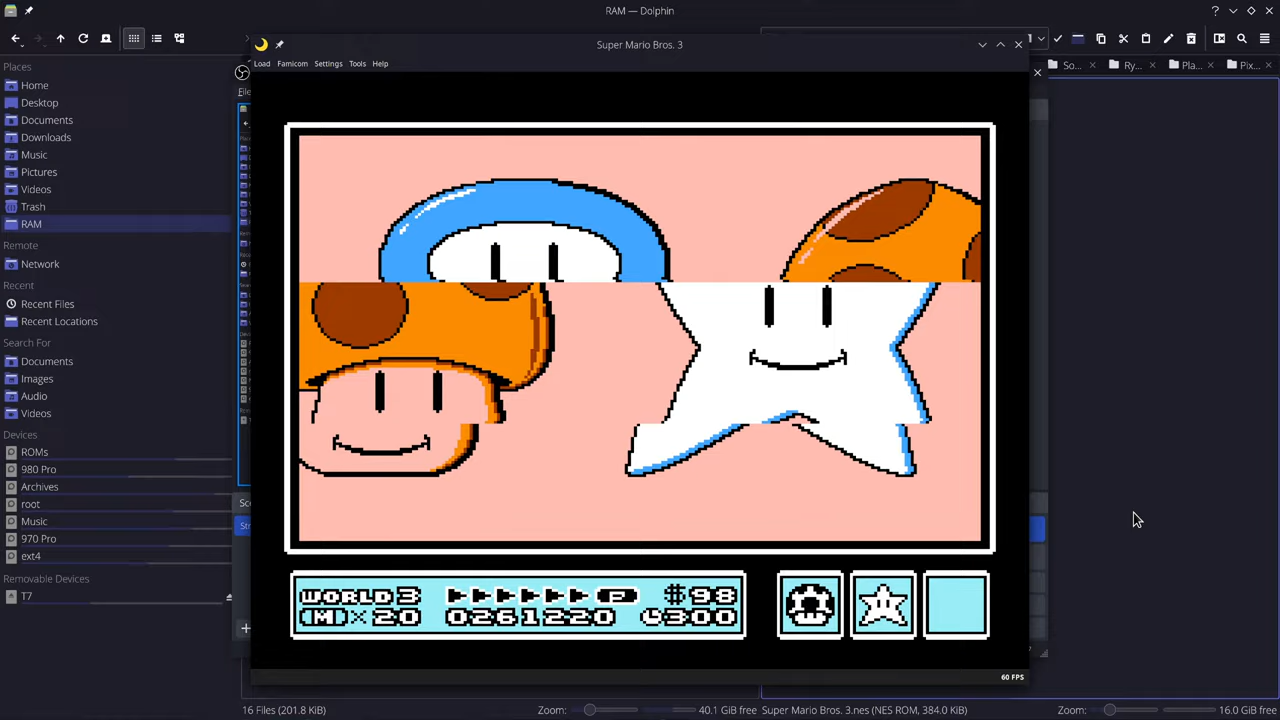 RAM — Dolphin
Super Mario Bros. 3
Load Famicom Settings Tools Help
So... Ry... Pla... Pix...
Places
Home
Desktop
Documents
Downloads
Music
Pictures
Videos
Trash
RAM
Remote
Network
Recent
Recent Files
Recent Locations
Search For
Documents
Images
Audio
Videos
Devices
ROMs
980 Pro
Archives
root
Music
970 Pro
ext4
Removable Devices
T7
WORLD 3 P 98
M × 20 0261220 300
60 FPS
16 Files (201.8 KiB) Zoom: 40.1 GiB free Super Mario Bros. 3.nes (NES ROM, 384.0 KiB) Zoom: 16.0 GiB free